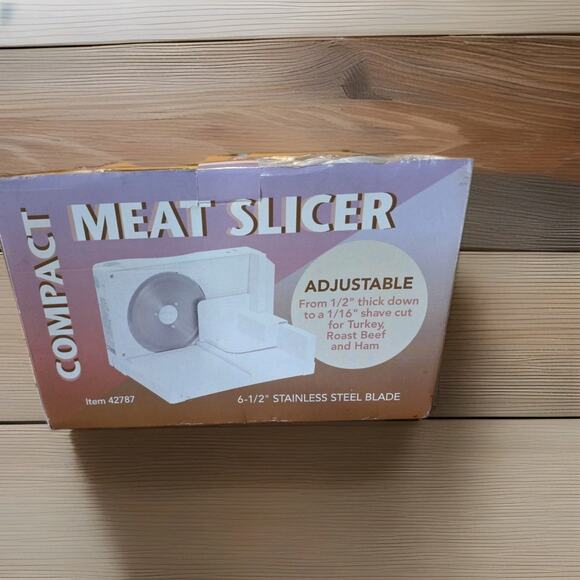 COMPACT
MEAT SLICER
ADJUSTABLE
From 1/2" thick down
to a 1/16" shave cut
for Turkey,
Roast Beef
and Ham
Item 42787
6-1/2" STAINLESS STEEL BLADE